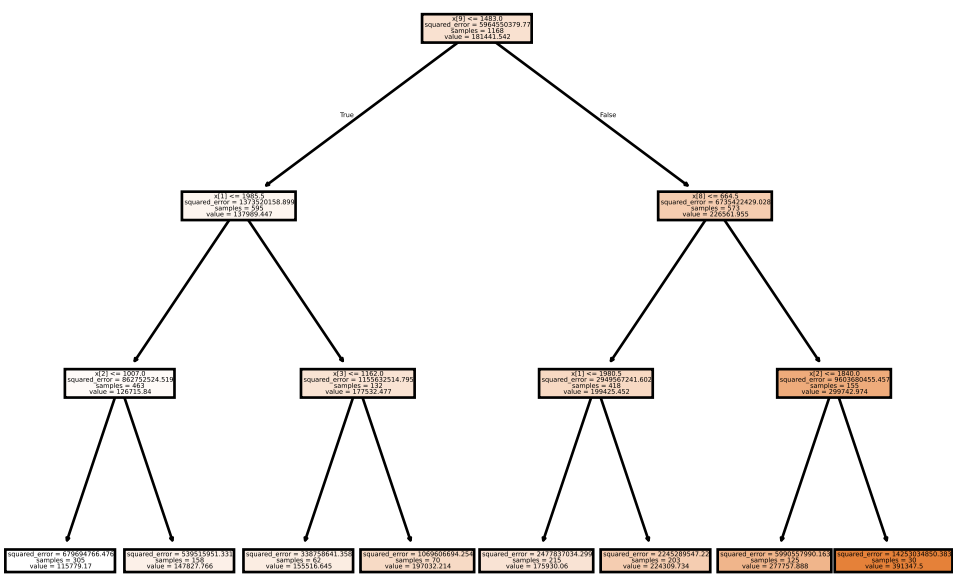 x[9] <= 1483.0
squared_error = 5964550379.77
samples = 1168
value = 181441.542
True
False
x[1] <= 1985.5
squared_error = 1373520158.899
samples = 595
value = 137989.447
x[8] <= 664.5
squared_error = 6735422429.028
samples = 573
value = 226561.955
x[2] <= 1007.0
squared_error = 862752524.519
samples = 463
value = 126715.84
x[3] <= 1162.0
squared_error = 1155632514.795
samples = 132
value = 177532.477
x[1] <= 1980.5
squared_error = 2949567241.602
samples = 418
value = 199425.452
x[2] <= 1840.0
squared_error = 9603680455.457
samples = 155
value = 299742.974
squared_error = 679694766.476
samples = 305
value = 115779.17
squared_error = 539515951.331
samples = 158
value = 147827.766
squared_error = 338758641.358
samples = 62
value = 155516.645
squared_error = 1069606694.254
samples = 70
value = 197032.214
squared_error = 2477837034.299
samples = 215
value = 175930.06
squared_error = 2245289547.22
samples = 203
value = 224309.734
squared_error = 5990557990.163
samples = 125
value = 277757.888
squared_error = 14253034850.383
samples = 30
value = 391347.5